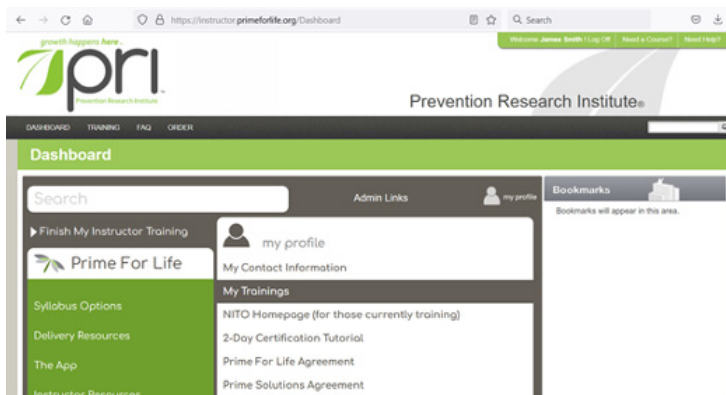 https://instructor.primeforlife.org/Dashboard
Search
growth happens here.
pri
Prevention Research Institute
Welcome James Smith ! Log Off
Need a Course?
Need Help?
Prevention Research Institute®
DASHBOARD TRAINING FAQ ORDER
Dashboard
Search
Admin Links
my profile
Bookmarks
Bookmarks will appear in this area.
Finish My Instructor Training
Prime For Life
Syllabus Options
Delivery Resources
The App
Instructor Resources
my profile
My Contact Information
My Trainings
NITO Homepage (for those currently training)
2-Day Certification Tutorial
Prime For Life Agreement
Prime Solutions Agreement